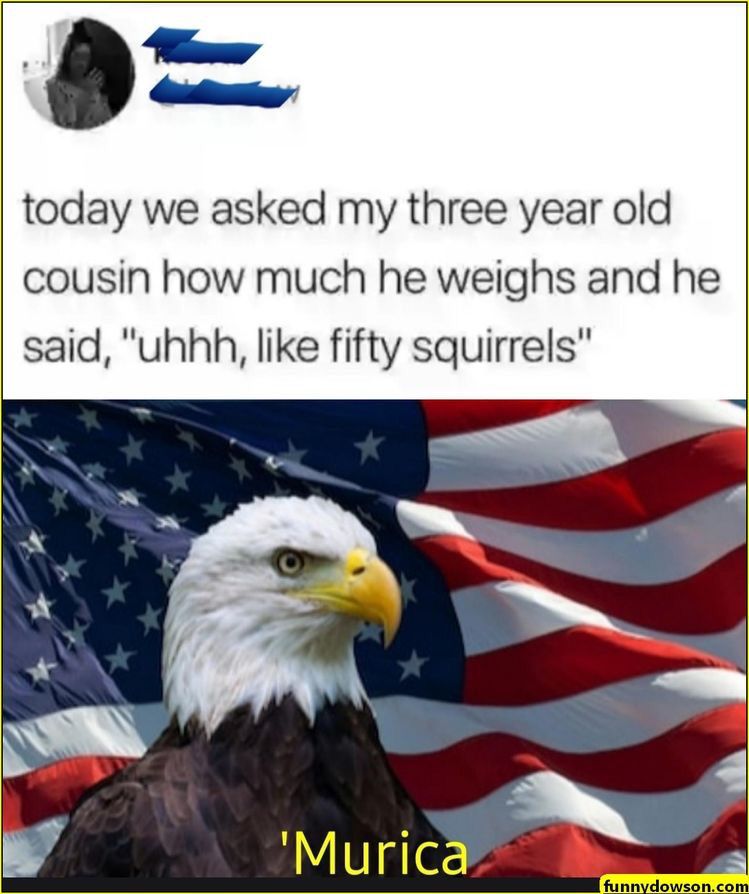 today we asked my three year old
cousin how much he weighs and he
said, "uhhh, like fifty squirrels"
'Murica
funnydowson.com